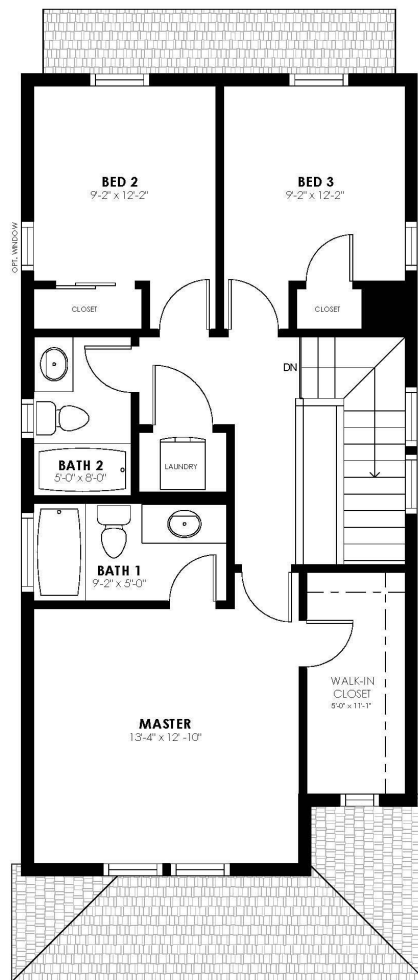 BED 2
9'-2" x 12'-2"
BED 3
9'-2" x 12'-2"
OPT. WINDOW
CLOSET
CLOSET
DN
LAUNDRY
BATH 2
5'-0" x 8'-0"
BATH 1
9'-2" x 5'-0"
WALK-IN
CLOSET
5'-0" x 11'-1"
MASTER
13'-4" x 12' -10"